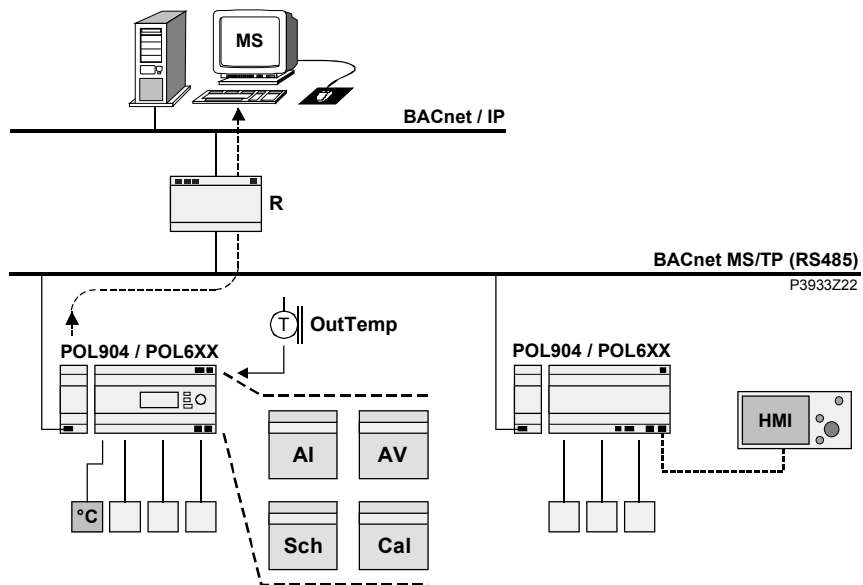 MS
BACnet / IP
R
BACnet MS/TP (RS485)
P3933Z22
T OutTemp
POL904 / POL6XX
POL904 / POL6XX
HMI
AI AV
°C
Sch Cal